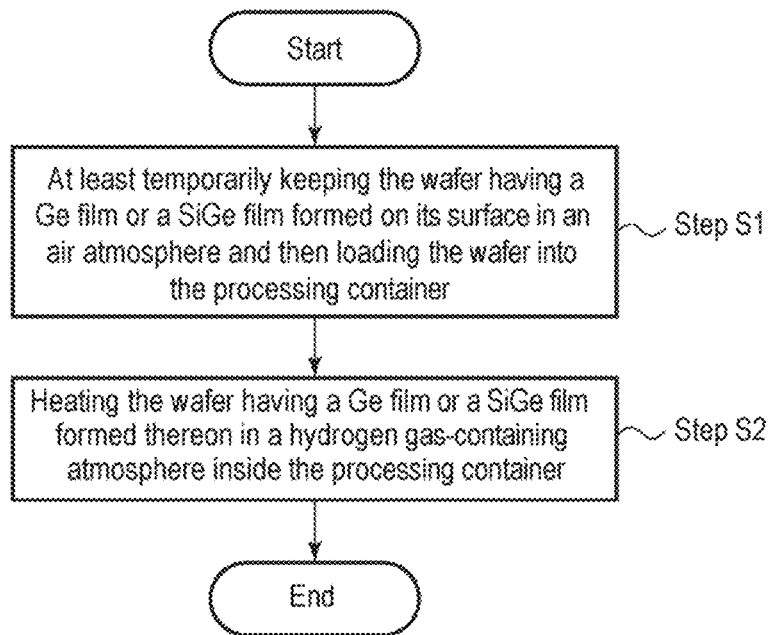 Start
At least temporarily keeping the wafer having a
Ge film or a SiGe film formed on its surface in an
air atmosphere and then loading the wafer into
the processing container
Step S1
Heating the wafer having a Ge film or a SiGe film
formed thereon in a hydrogen gas-containing
atmosphere inside the processing container
Step S2
End